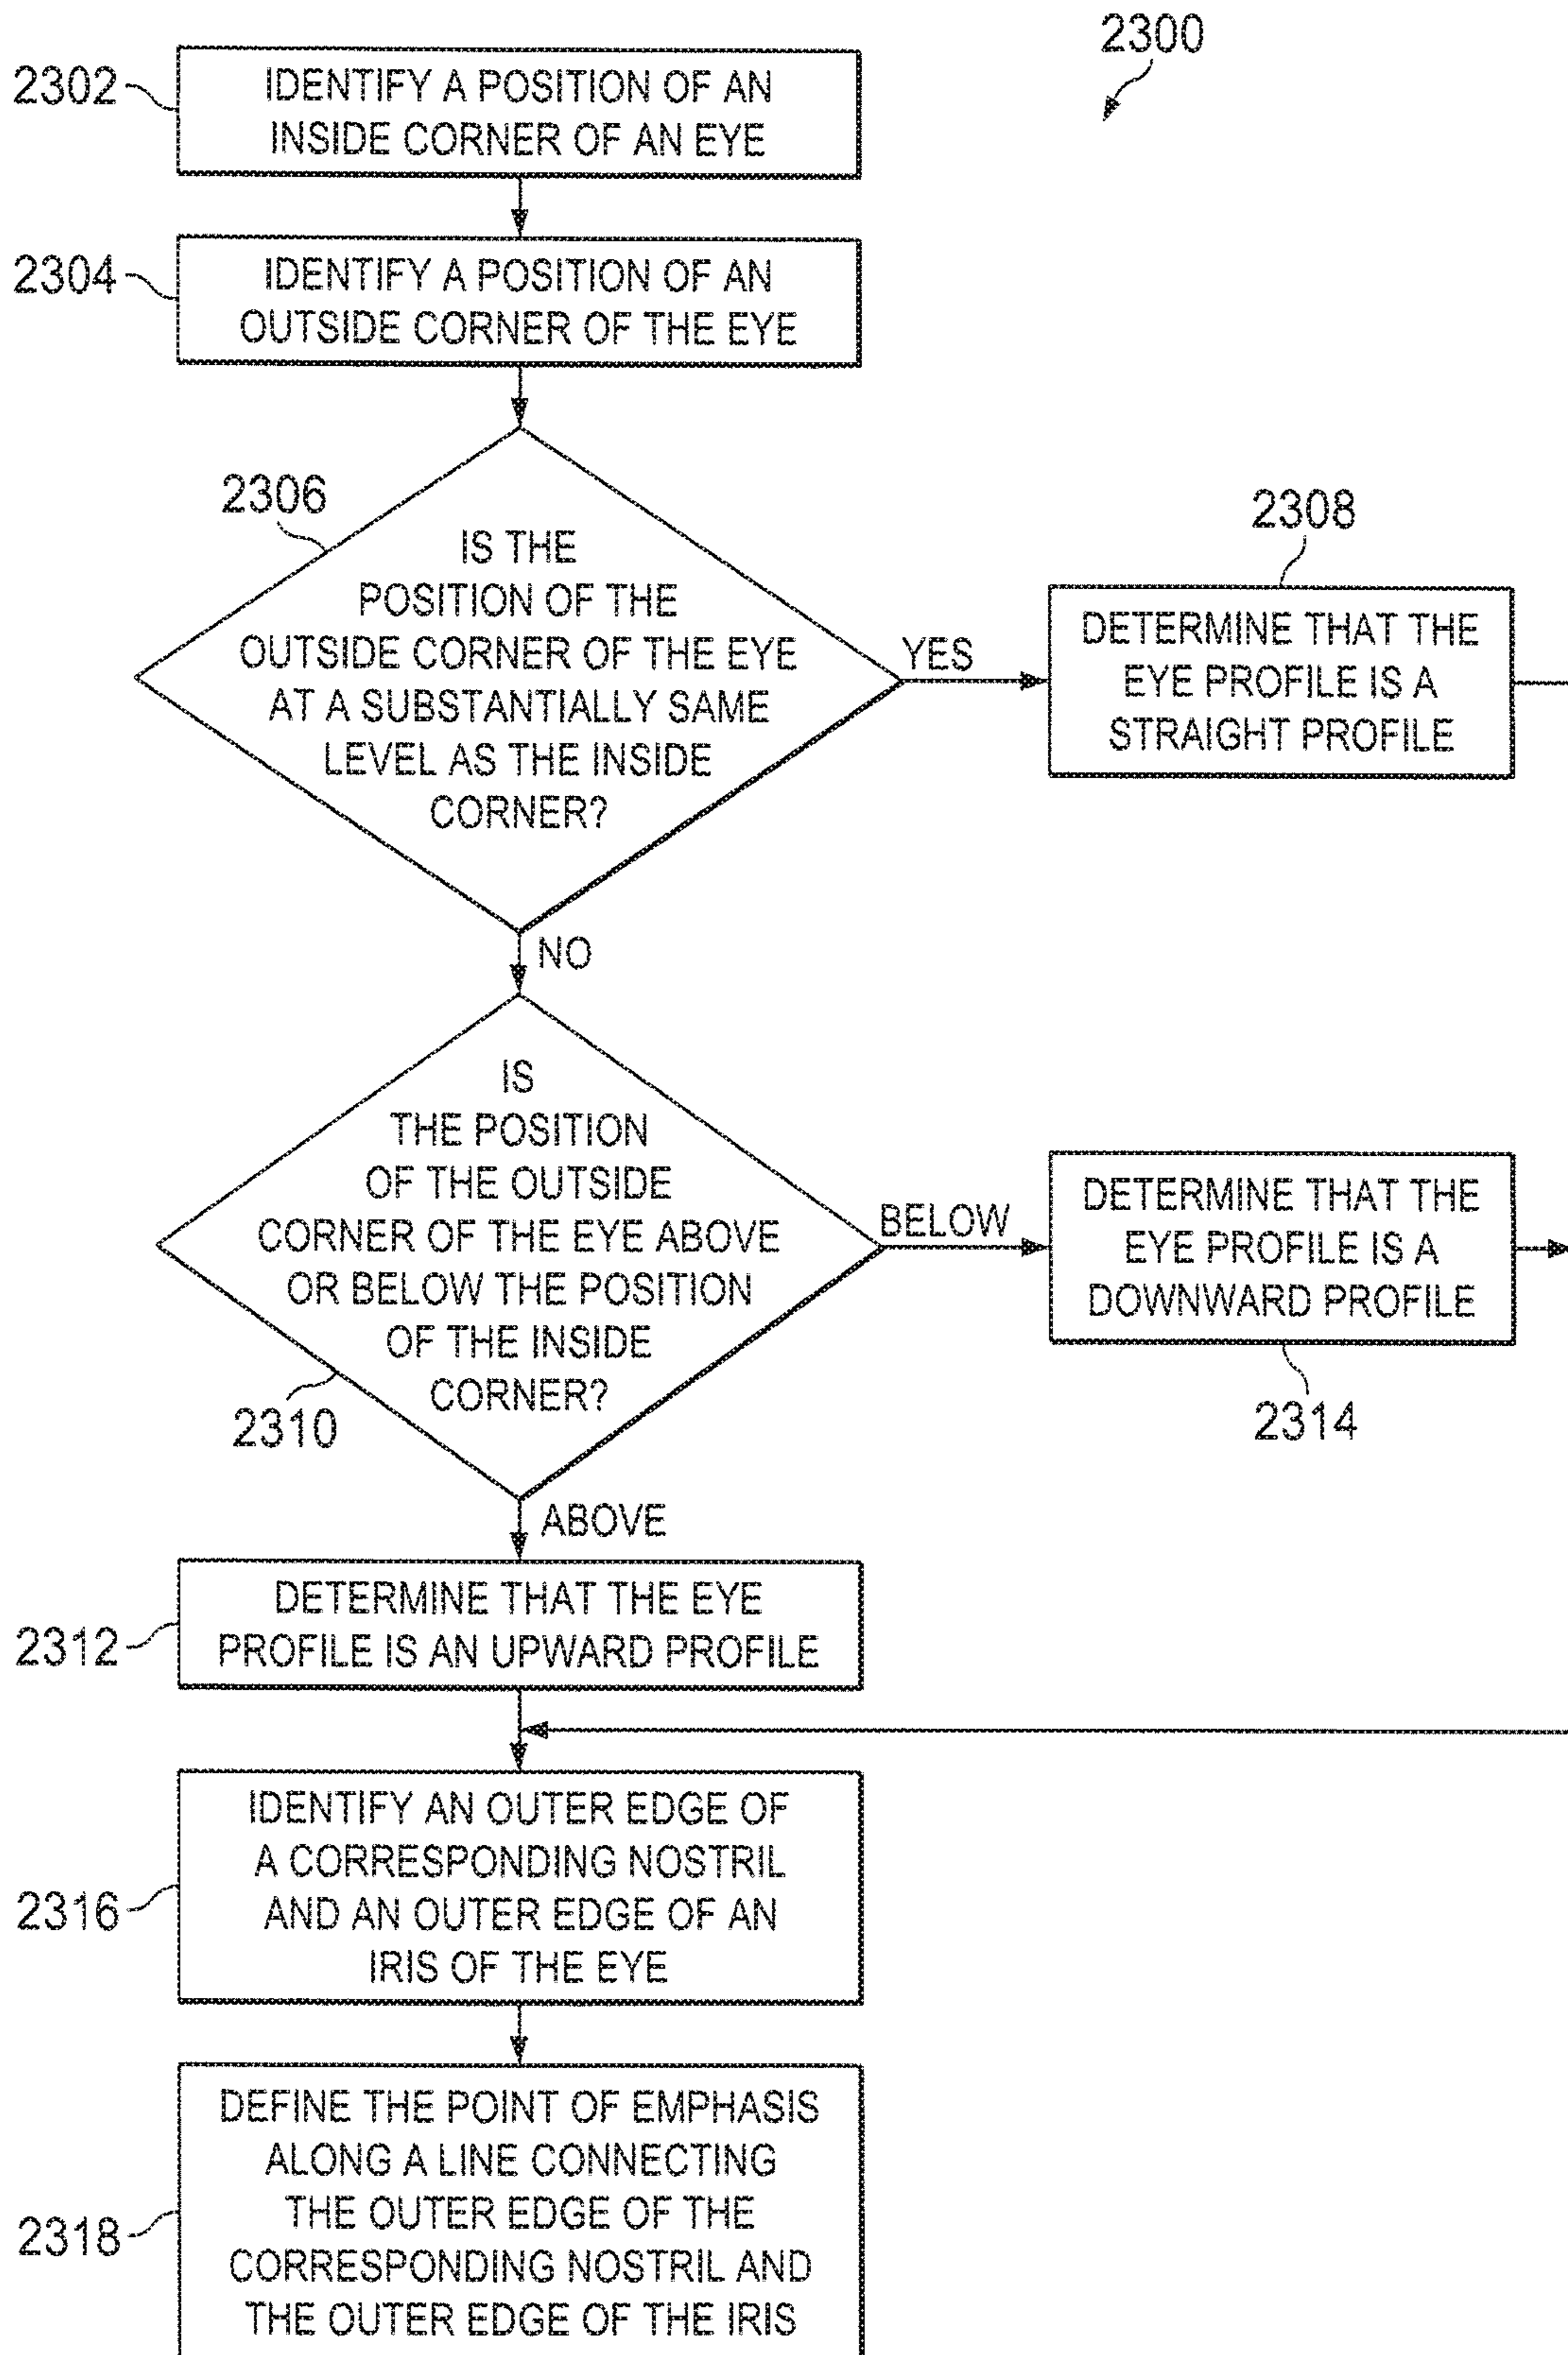 2300
2302
IDENTIFY A POSITION OF AN
INSIDE CORNER OF AN EYE
2304
IDENTIFY A POSITION OF AN
OUTSIDE CORNER OF THE EYE
2306
IS THE
POSITION OF THE
OUTSIDE CORNER OF THE EYE
AT A SUBSTANTIALLY SAME
LEVEL AS THE INSIDE
CORNER?
YES
2308
DETERMINE THAT THE
EYE PROFILE IS A
STRAIGHT PROFILE
NO
IS
THE POSITION
OF THE OUTSIDE
CORNER OF THE EYE ABOVE
OR BELOW THE POSITION
OF THE INSIDE
CORNER?
2310
BELOW
DETERMINE THAT THE
EYE PROFILE IS A
DOWNWARD PROFILE
2314
ABOVE
2312
DETERMINE THAT THE EYE
PROFILE IS AN UPWARD PROFILE
2316
IDENTIFY AN OUTER EDGE OF
A CORRESPONDING NOSTRIL
AND AN OUTER EDGE OF AN
IRIS OF THE EYE
2318
DEFINE THE POINT OF EMPHASIS
ALONG A LINE CONNECTING
THE OUTER EDGE OF THE
CORRESPONDING NOSTRIL AND
THE OUTER EDGE OF THE IRIS